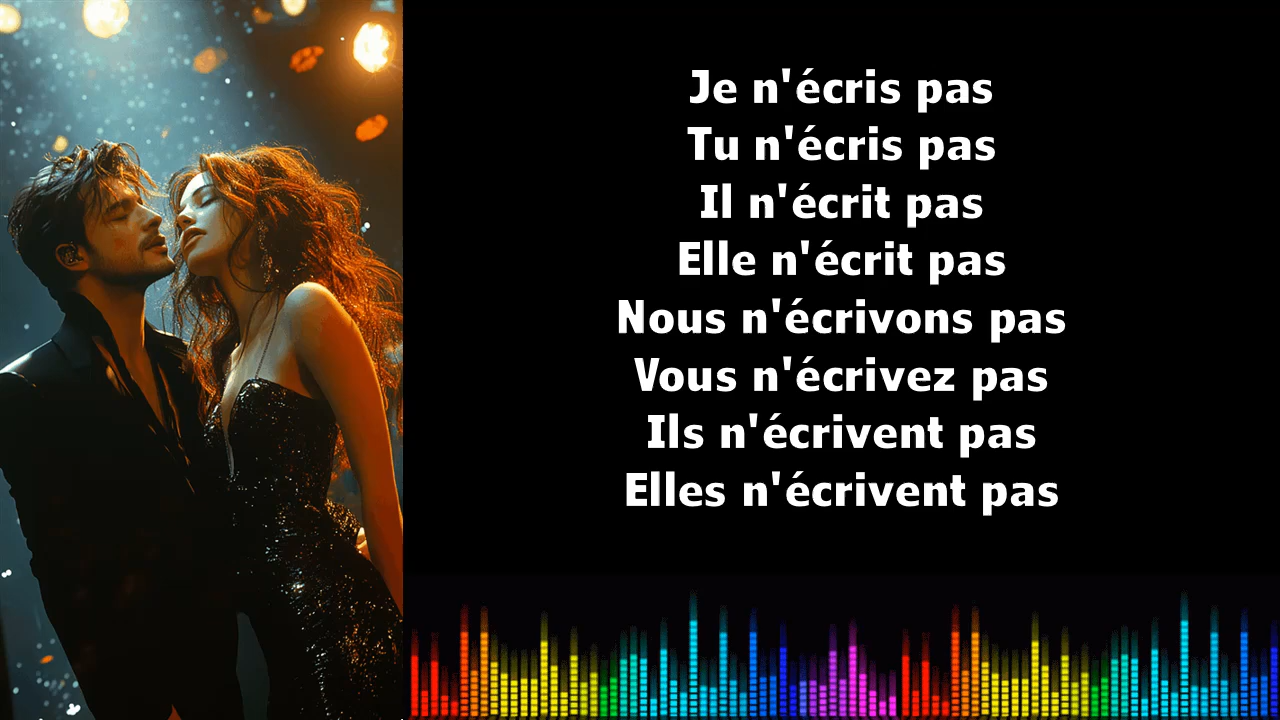 Je n'écris pas
Tu n'écris pas
Il n'écrit pas
Elle n'écrit pas
Nous n'écrivons pas
Vous n'écrivez pas
Ils n'écrivent pas
Elles n'écrivent pas